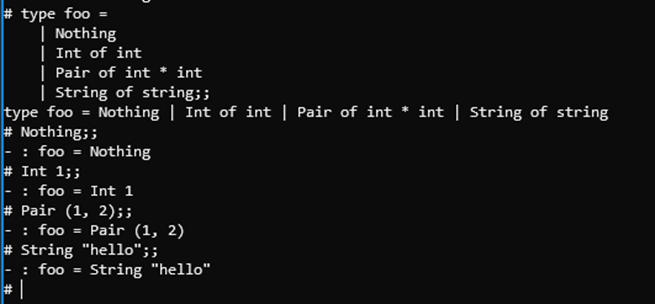 # type foo =
| Nothing
| Int of int
| Pair of int * int
| String of string;;
type foo = Nothing | Int of int | Pair of int * int | String of string
# Nothing;;
- : foo = Nothing
# Int 1;;
- : foo = Int 1
# Pair (1, 2);;
- : foo = Pair (1, 2)
# String "hello";;
- : foo = String "hello"
#